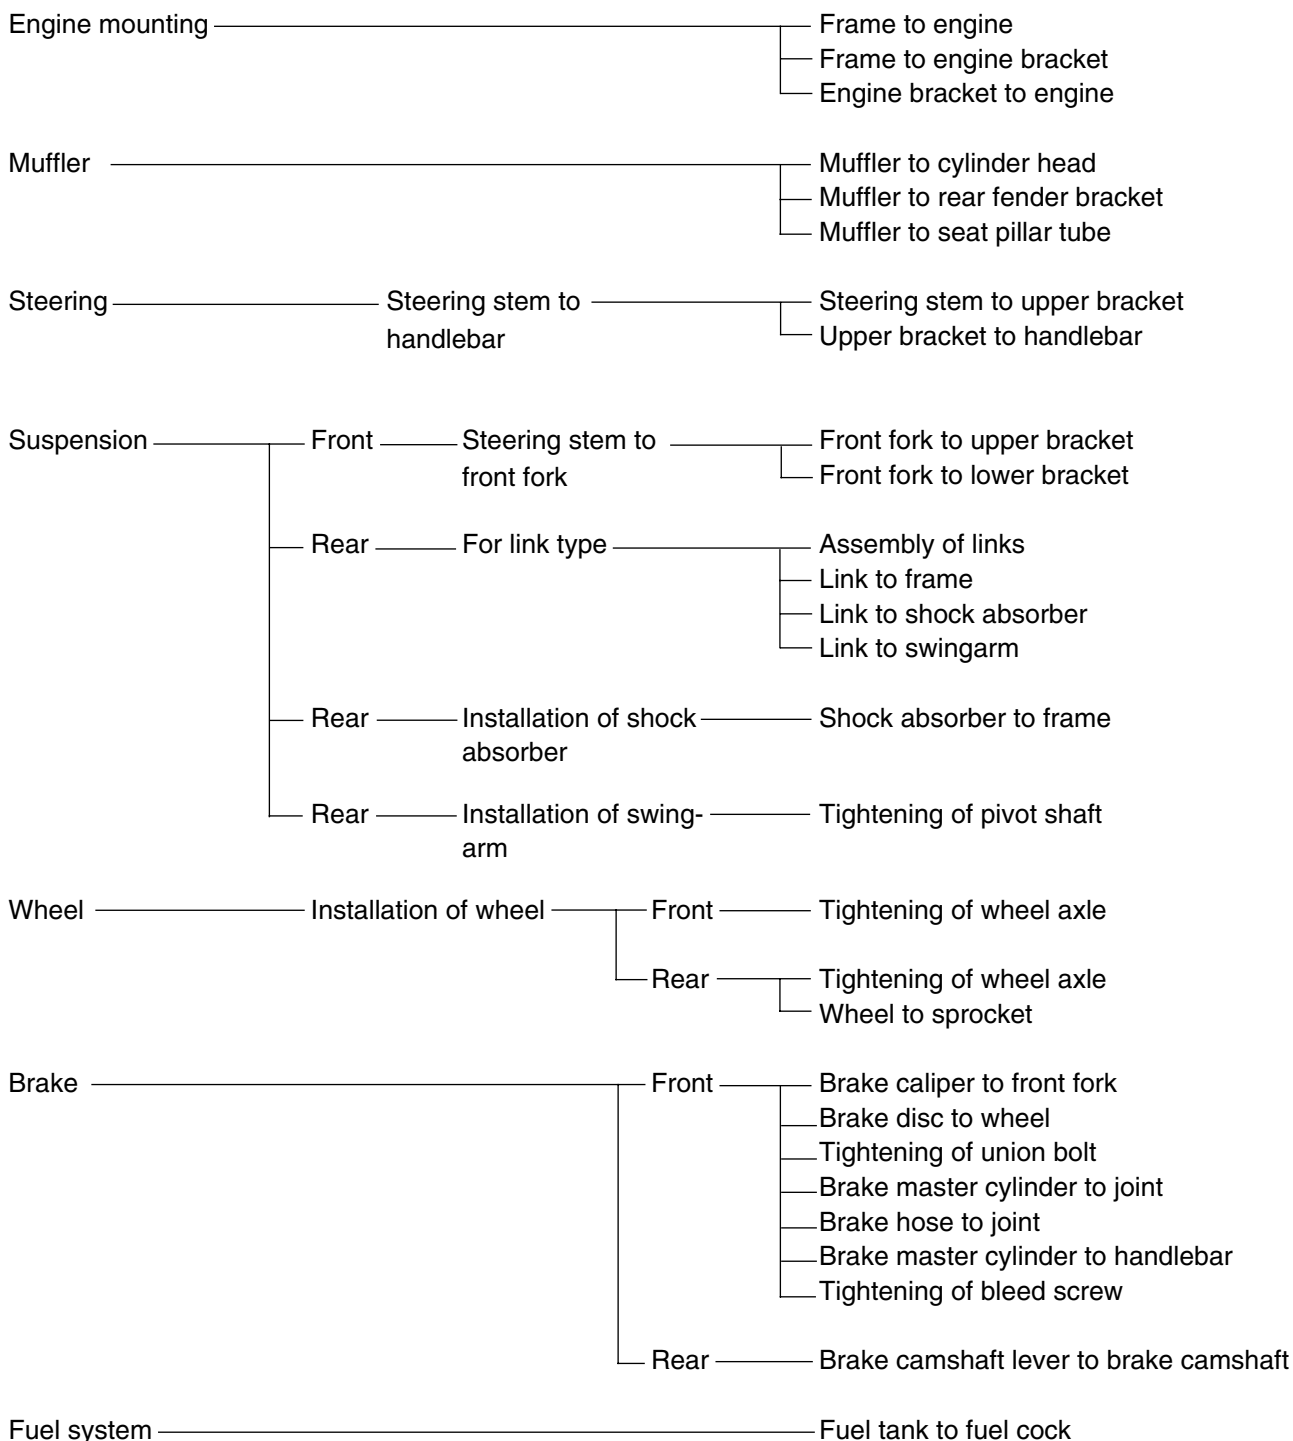 Engine mounting Frame to engine
Frame to engine bracket
Engine bracket to engine
Muffler Muffler to cylinder head
Muffler to rear fender bracket
Muffler to seat pillar tube
Steering Steering stem to Steering stem to upper bracket
handlebar Upper bracket to handlebar
Suspension Front Steering stem to Front fork to upper bracket
front fork Front fork to lower bracket
Rear For link type Assembly of links
Link to frame
Link to shock absorber
Link to swingarm
Rear Installation of shock Shock absorber to frame
absorber
Rear Installation of swing- Tightening of pivot shaft
arm
Wheel Installation of wheel Front Tightening of wheel axle
Rear Tightening of wheel axle
Wheel to sprocket
Brake Front Brake caliper to front fork
Brake disc to wheel
Tightening of union bolt
Brake master cylinder to joint
Brake hose to joint
Brake master cylinder to handlebar
Tightening of bleed screw
Rear Brake camshaft lever to brake camshaft
Fuel system Fuel tank to fuel cock